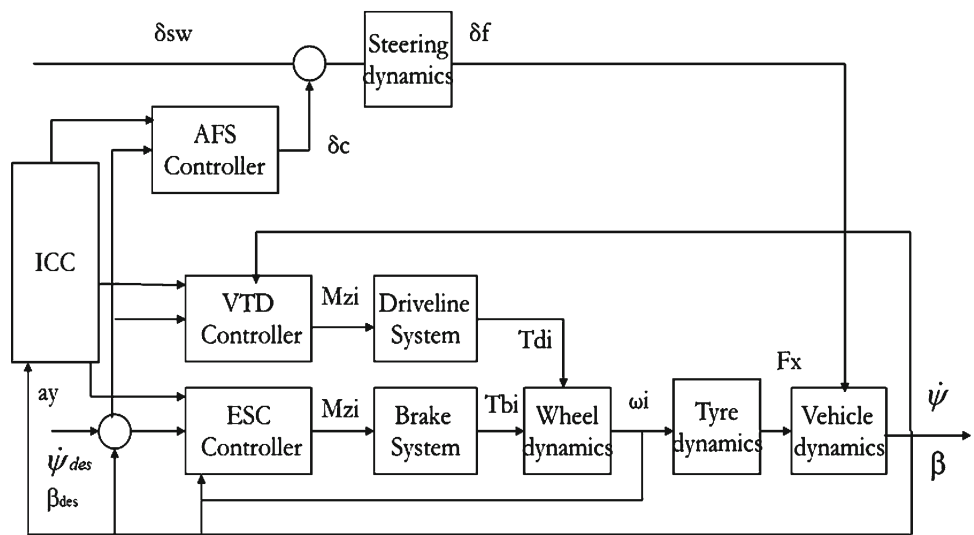 δsw
Steering
dynamics
δf
AFS
Controller
δc
ICC
VTD
Controller
Mzi
Driveline
System
Tdi
Fx
ay
ESC
Controller
Mzi
Brake
System
Tbi
Wheel
dynamics
ωi
Tyre
dynamics
Vehicle
dynamics
ψ̇
β
ψ̇des
βdes